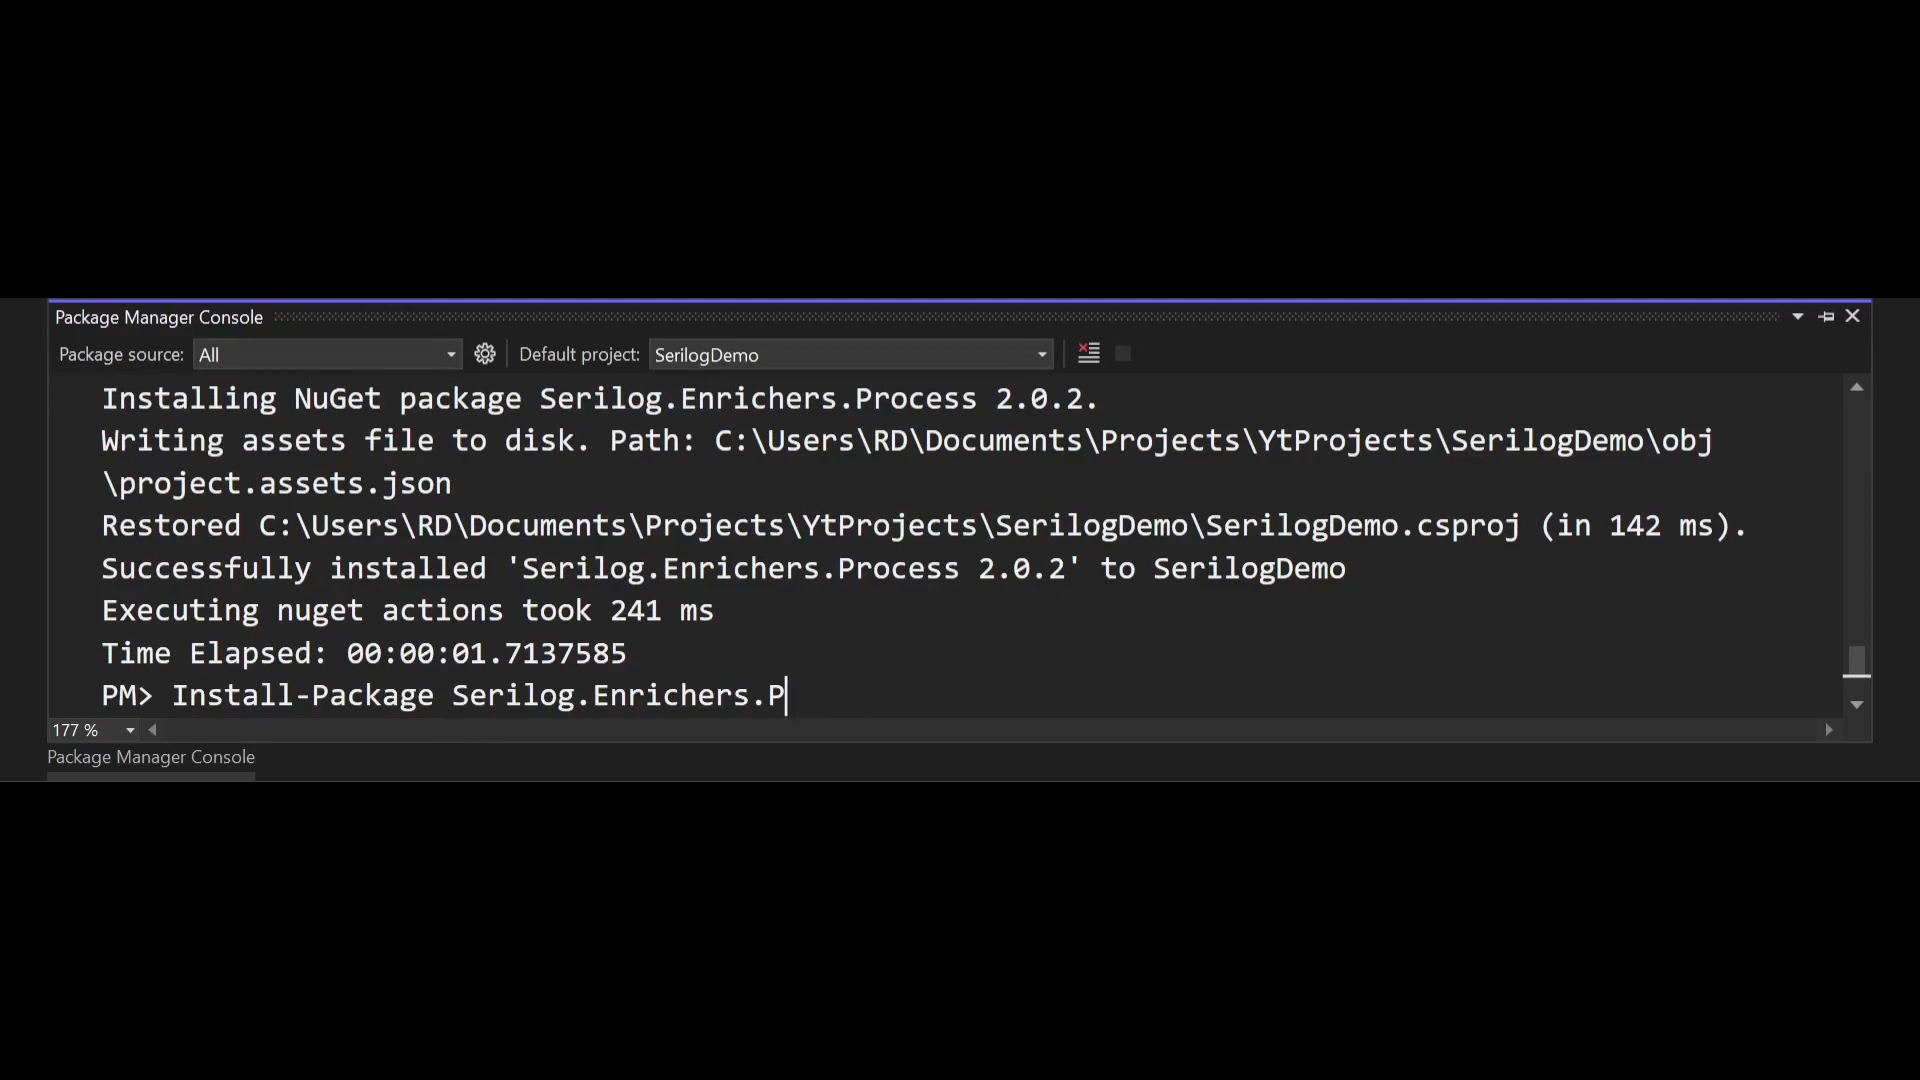 Package Manager Console
Package source: All Default project: SerilogDemo
Installing NuGet package Serilog.Enrichers.Process 2.0.2.
Writing assets file to disk. Path: C:\Users\RD\Documents\Projects\YtProjects\SerilogDemo\obj
\project.assets.json
Restored C:\Users\RD\Documents\Projects\YtProjects\SerilogDemo\SerilogDemo.csproj (in 142 ms).
Successfully installed 'Serilog.Enrichers.Process 2.0.2' to SerilogDemo
Executing nuget actions took 241 ms
Time Elapsed: 00:00:01.7137585
PM> Install-Package Serilog.Enrichers.P
177 %
Package Manager Console